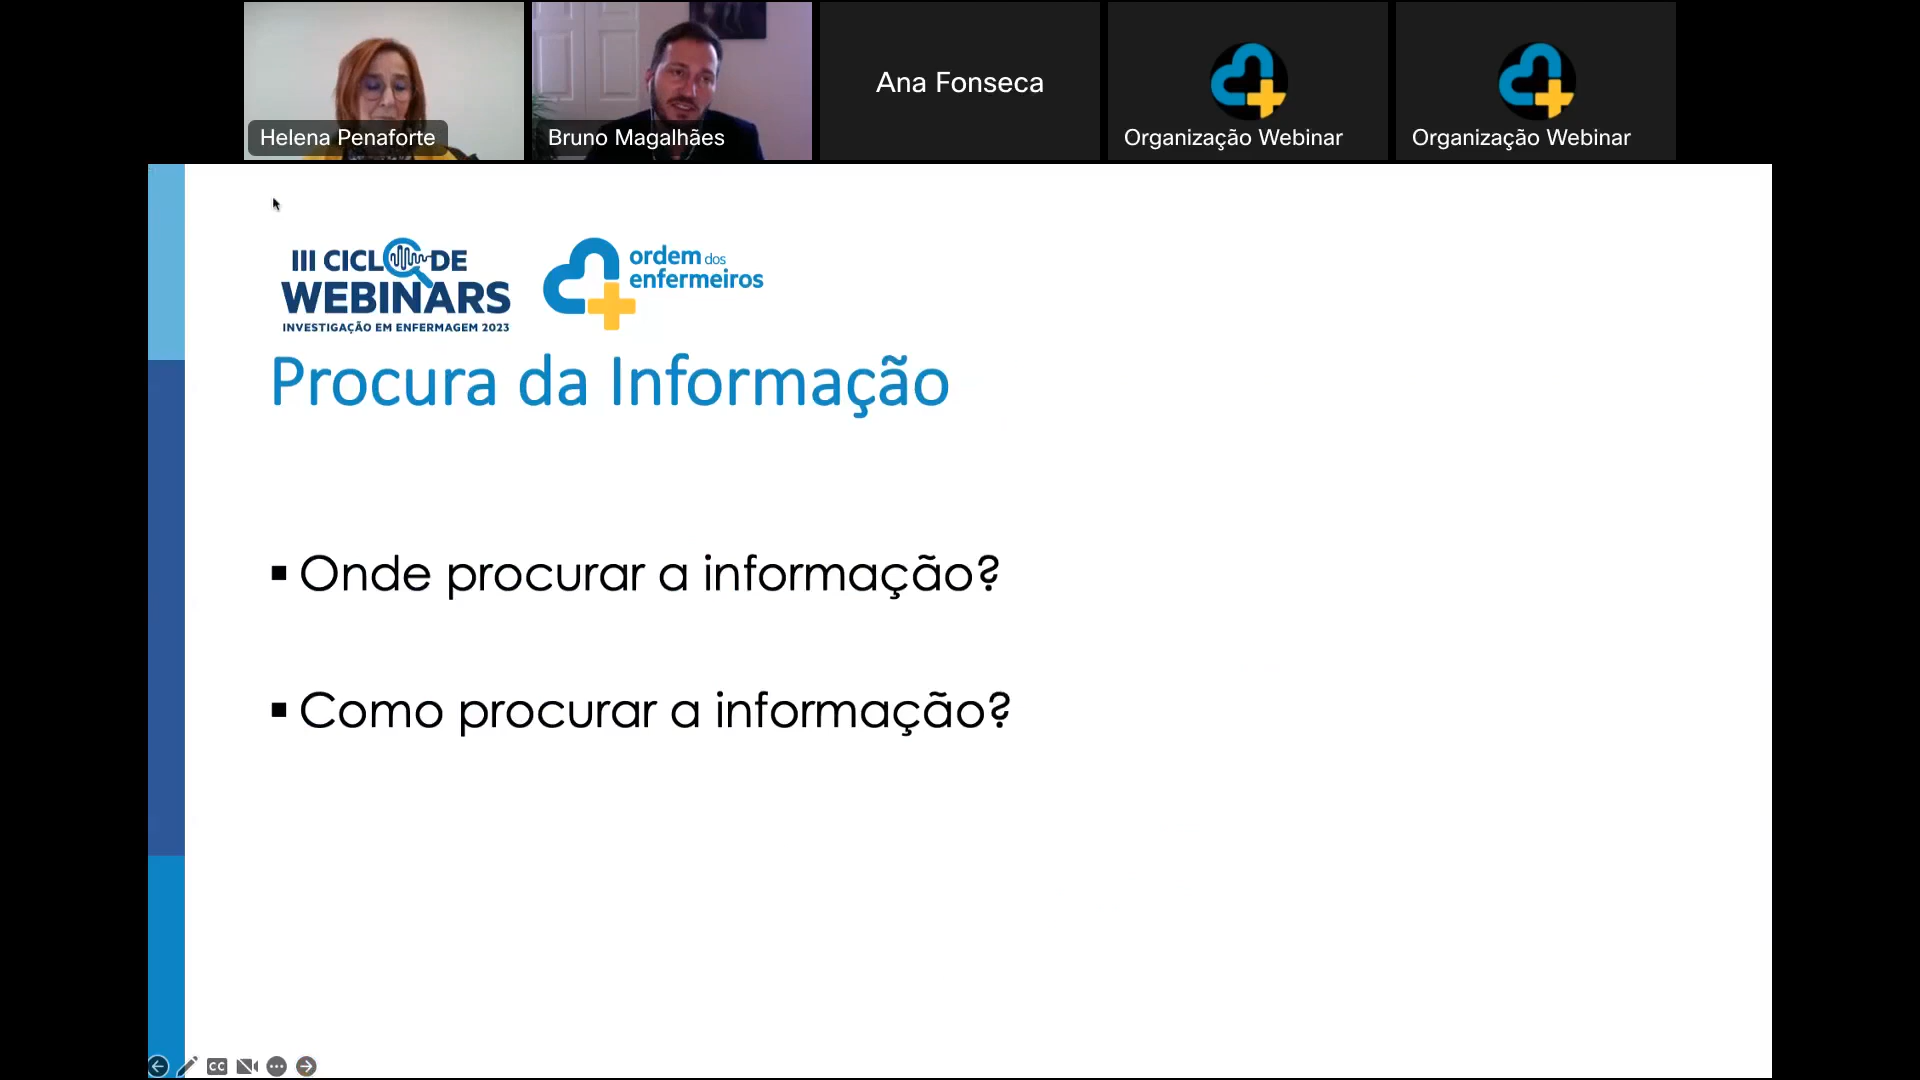 Helena Penaforte
Bruno Magalhães
Ana Fonseca
Organização Webinar
Organização Webinar
III CICLO DE
WEBINARS
INVESTIGAÇÃO EM ENFERMAGEM 2023
ordem dos
enfermeiros
Procura da Informação
▪ Onde procurar a informação?
▪ Como procurar a informação?
CC